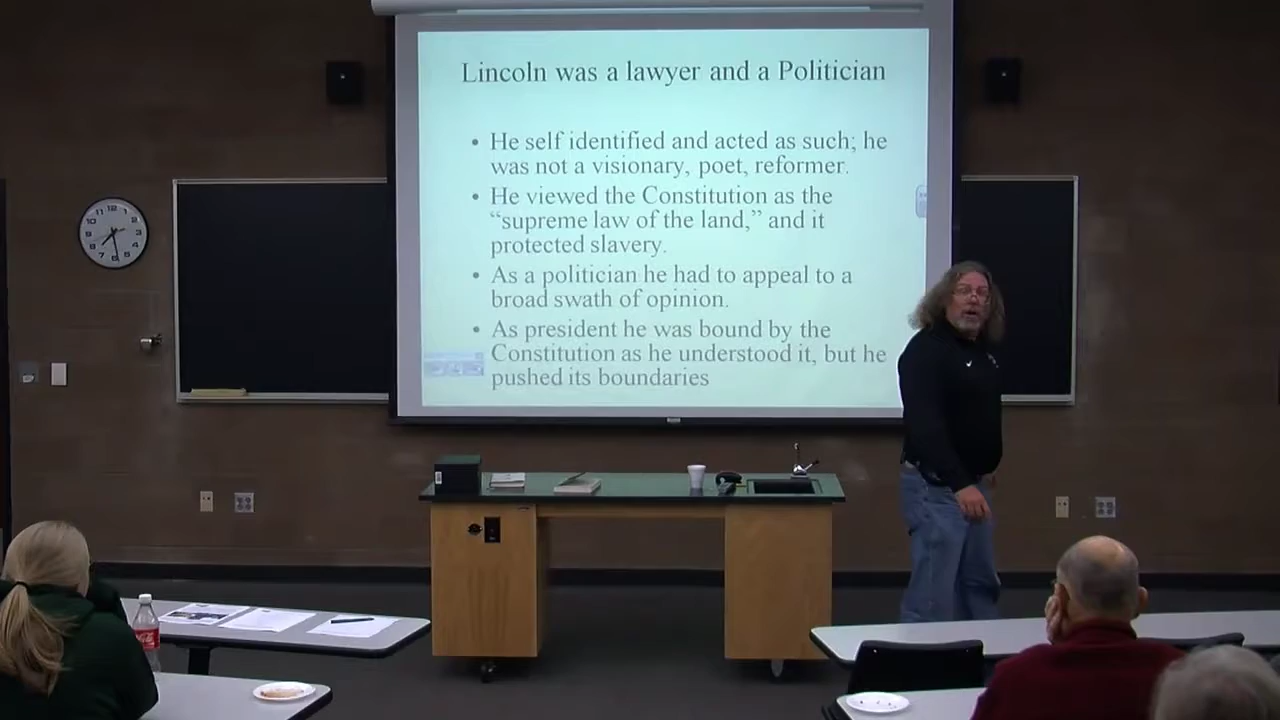 Lincoln was a lawyer and a Politician
• He self identified and acted as such; he
was not a visionary, poet, reformer.
• He viewed the Constitution as the
“supreme law of the land,” and it
protected slavery.
• As a politician he had to appeal to a
broad swath of opinion.
• As president he was bound by the
Constitution as he understood it, but he
pushed its boundaries